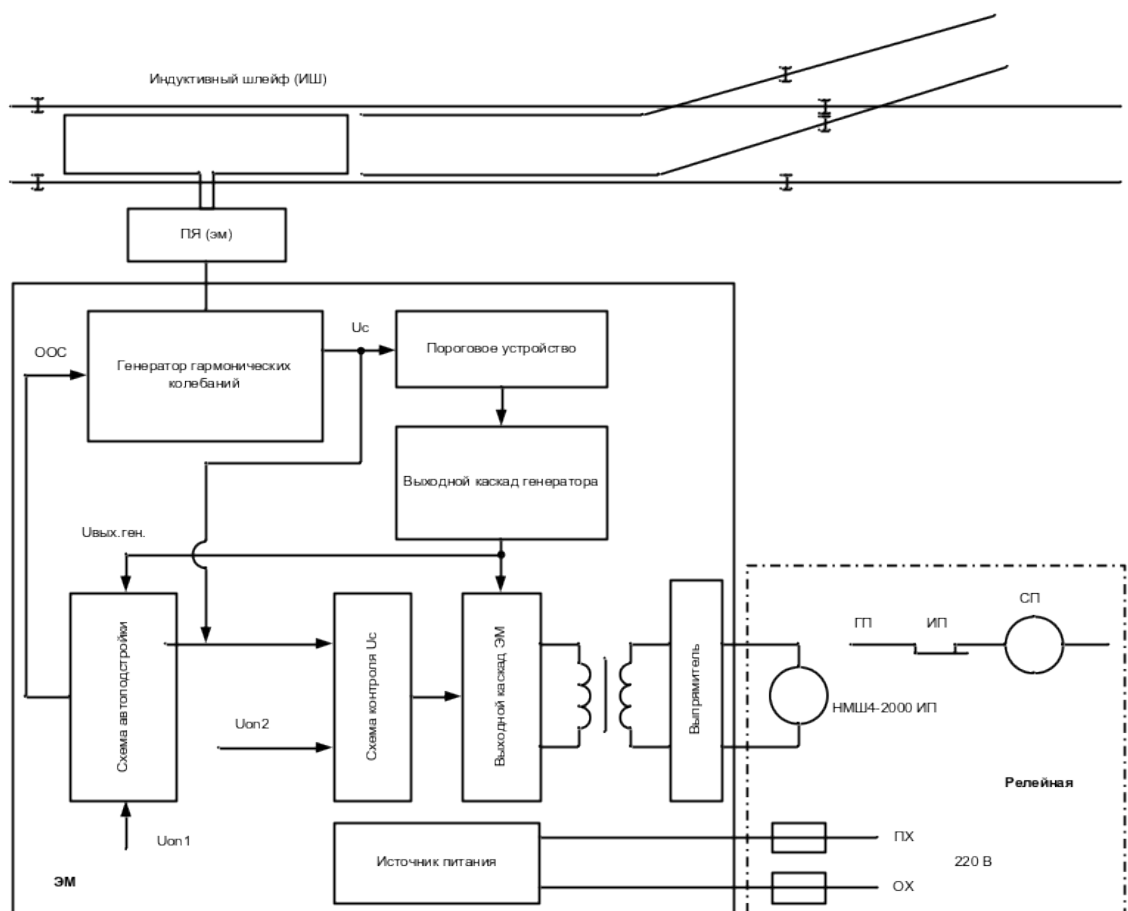 Индуктивный шлейф (ИШ)
ПЯ (эм)
ООС
Генератор гармонических
колебаний
Uc
Пороговое устройство
Выходной каскад генератора
Uвых.ген.
Схема автоподстройки
Схема контроля Uc
Выходной каскад ЭМ
Выпрямитель
ГП
ИП
СП
НМШ4-2000 ИП
Uоп2
Релейная
Uоп1
Источник питания
ПХ
220 В
ОХ
ЭМ